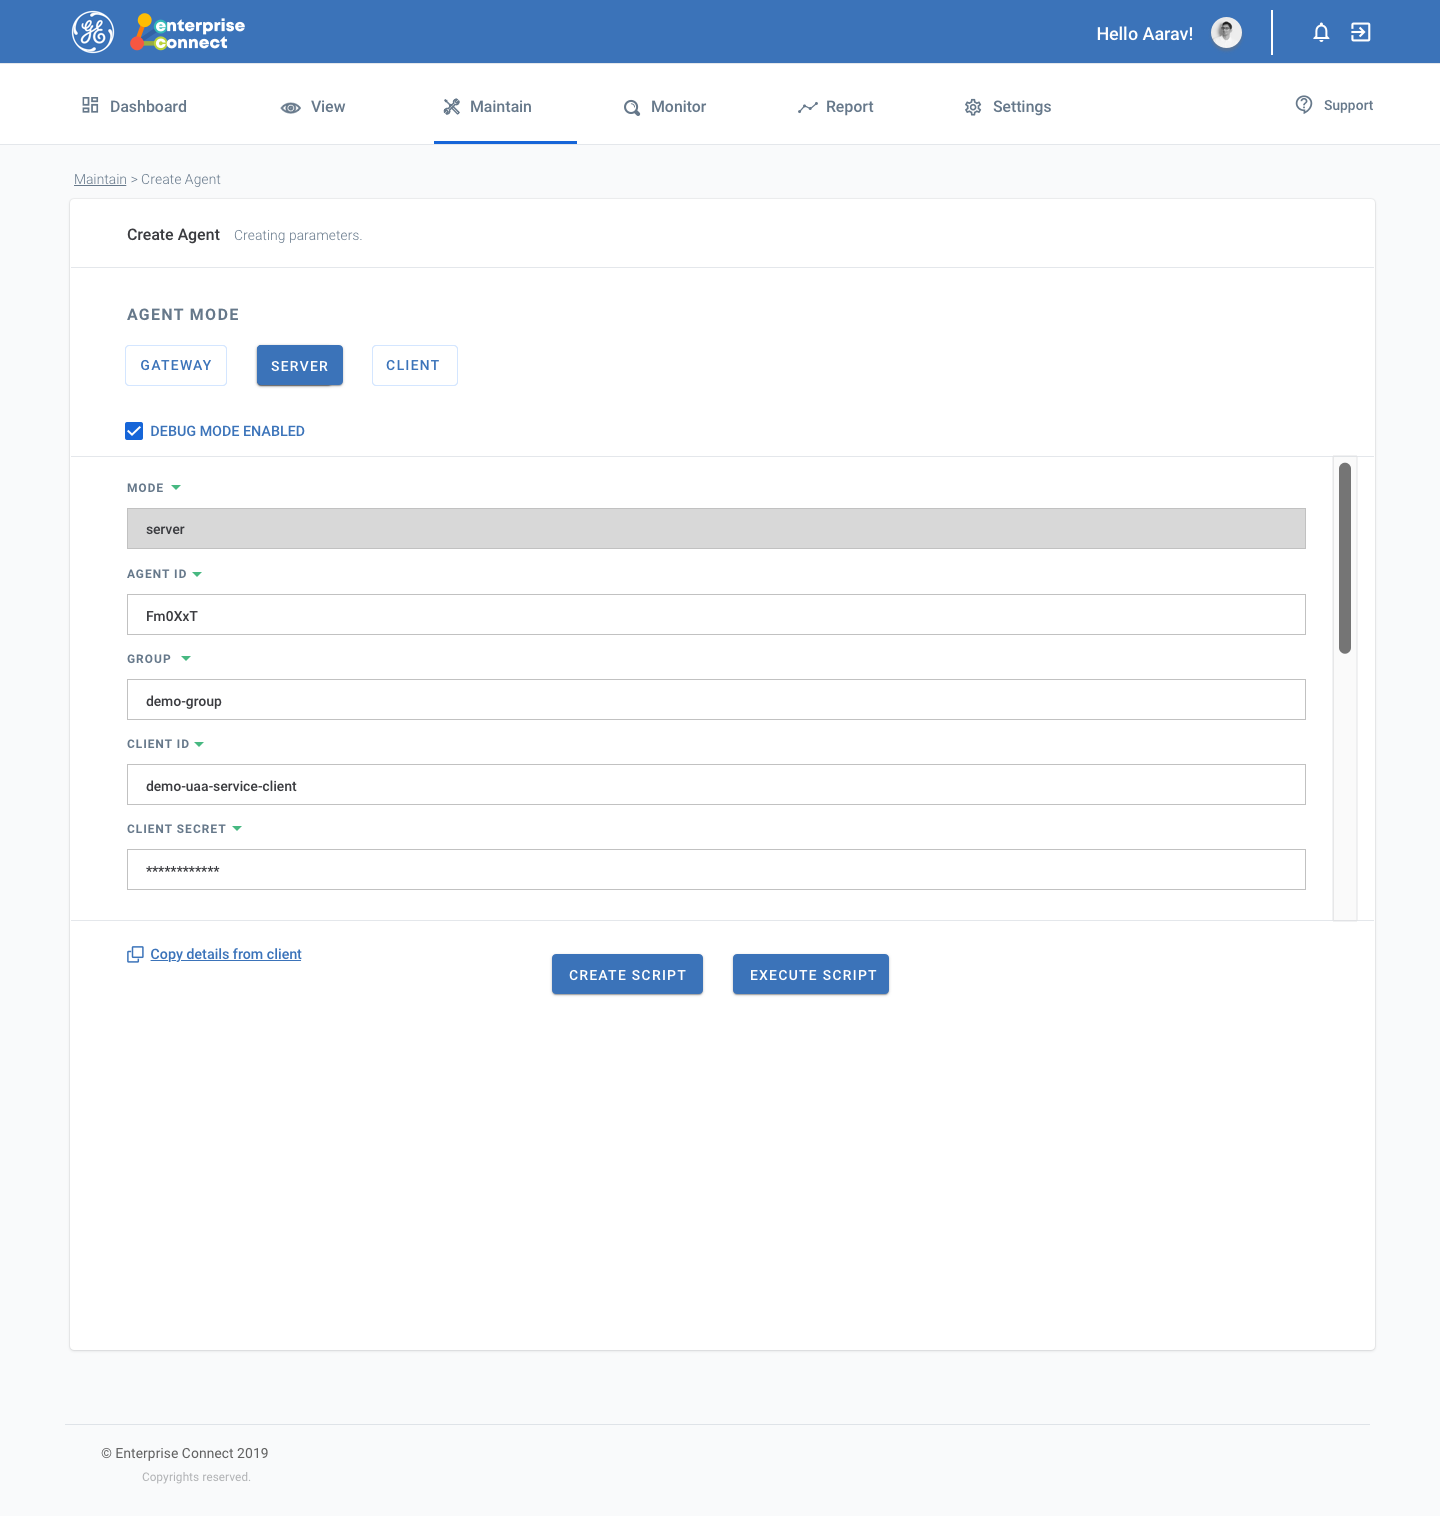 GE enterprise connect
Hello Aarav!
Dashboard View Maintain Monitor Report Settings Support
Maintain > Create Agent
Create Agent Creating parameters.
AGENT MODE
GATEWAY SERVER CLIENT
DEBUG MODE ENABLED
MODE
server
AGENT ID
Fm0XxT
GROUP
demo-group
CLIENT ID
demo-uaa-service-client
CLIENT SECRET
************
Copy details from client
CREATE SCRIPT EXECUTE SCRIPT
© Enterprise Connect 2019
Copyrights reserved.